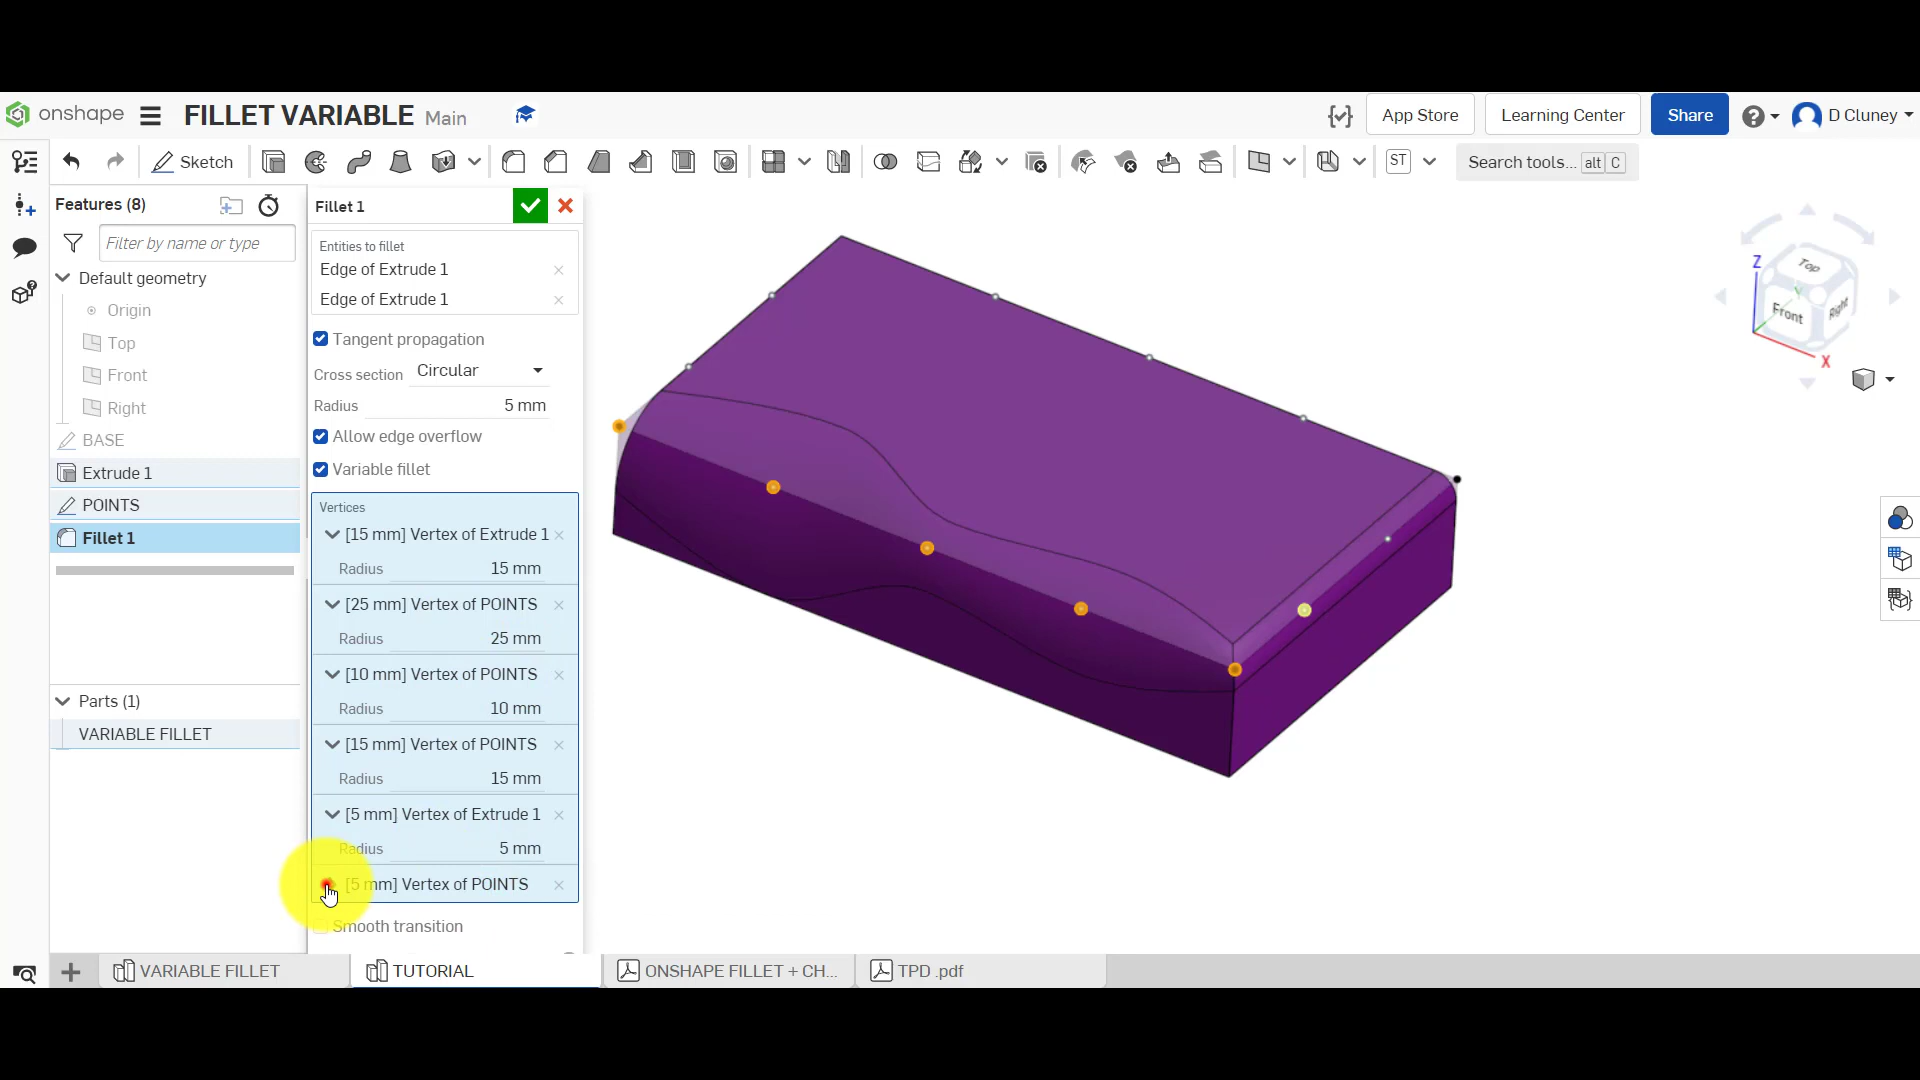 onshape FILLET VARIABLE Main App Store Learning Center Share D Cluney
Sketch ST Search tools... alt C
Features (8)
Filter by name or type
Default geometry
Origin
Top
Front
Right
BASE
Extrude 1
POINTS
Fillet 1
Parts (1)
VARIABLE FILLET
Fillet 1
Entities to fillet
Edge of Extrude 1
Edge of Extrude 1
Tangent propagation
Cross section Circular
Radius 5 mm
Allow edge overflow
Variable fillet
Vertices
[15 mm] Vertex of Extrude 1
Radius 15 mm
[25 mm] Vertex of POINTS
Radius 25 mm
[10 mm] Vertex of POINTS
Radius 10 mm
[15 mm] Vertex of POINTS
Radius 15 mm
[5 mm] Vertex of Extrude 1
Radius 5 mm
[5 mm] Vertex of POINTS
Smooth transition
Z
Top
Y
Front
Right
X
VARIABLE FILLET TUTORIAL ONSHAPE FILLET + CH... TPD .pdf